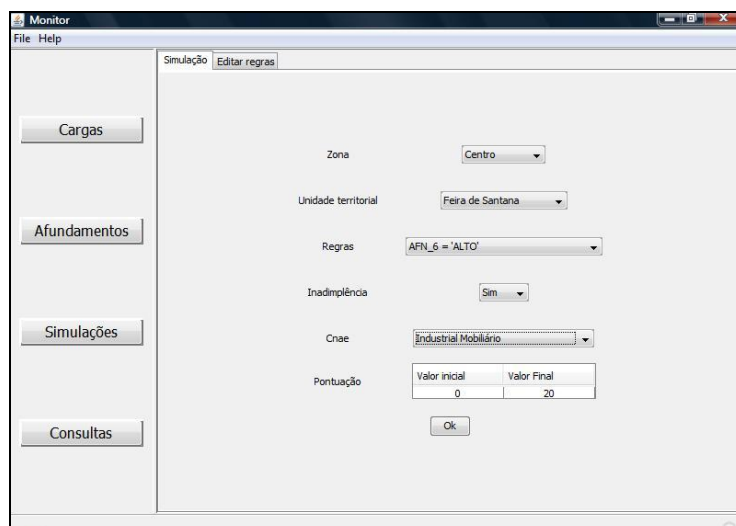 Monitor
File Help
Simulação Editar regras
Cargas
Afundamentos
Simulações
Consultas
Zona Centro
Unidade territorial Feira de Santana
Regras AFN_6 = 'ALTO'
Inadimplência Sim
Cnae Industrial Mobiliário
Pontuação
Valor inicial Valor Final
0 20
Ok